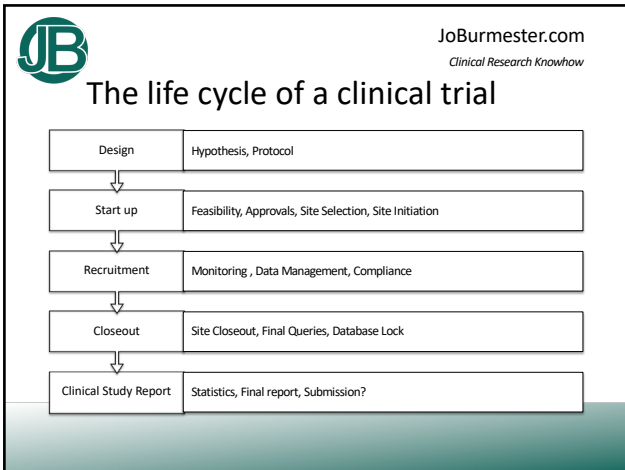 JB
JoBurmester.com
Clinical Research Knowhow
The life cycle of a clinical trial
Design
Hypothesis, Protocol
Start up
Feasibility, Approvals, Site Selection, Site Initiation
Recruitment
Monitoring , Data Management, Compliance
Closeout
Site Closeout, Final Queries, Database Lock
Clinical Study Report
Statistics, Final report, Submission?